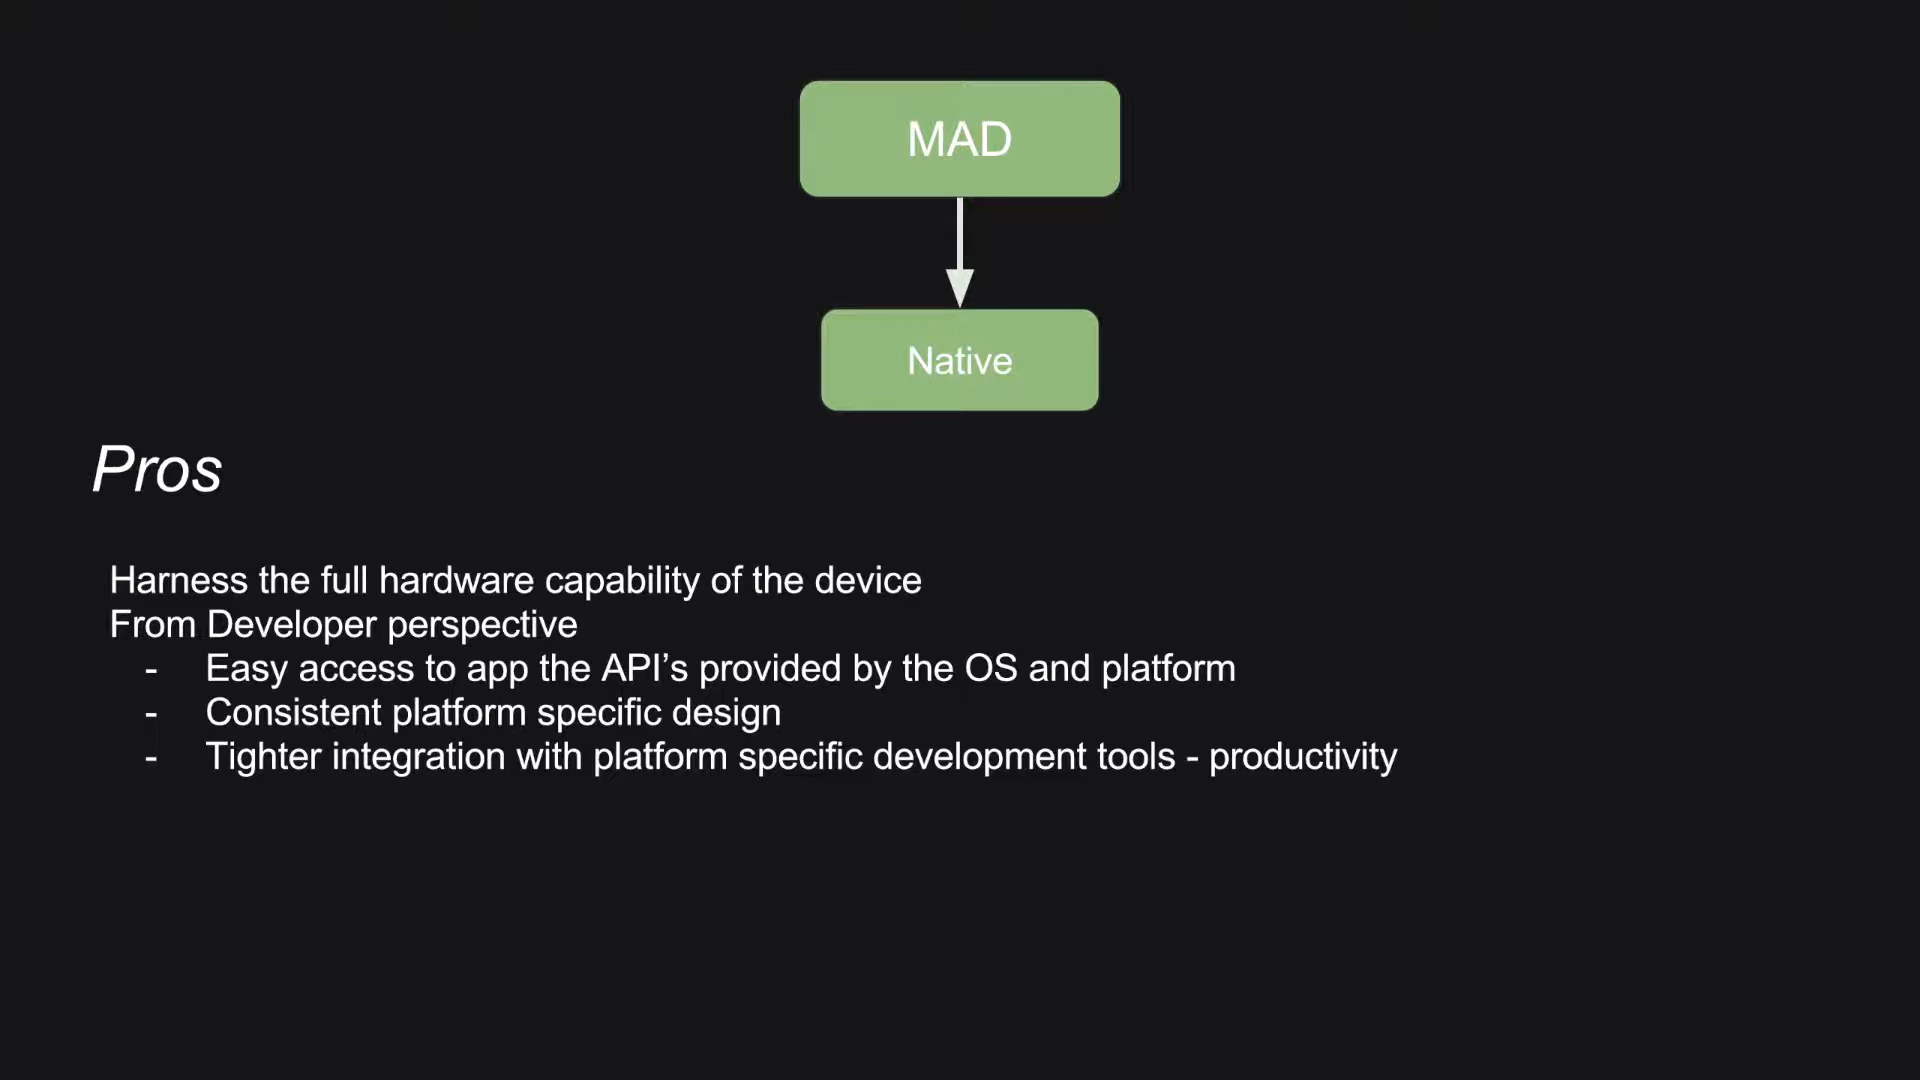 MAD
Native
Pros
Harness the full hardware capability of the device
From Developer perspective
- Easy access to app the API’s provided by the OS and platform
- Consistent platform specific design
- Tighter integration with platform specific development tools - productivity